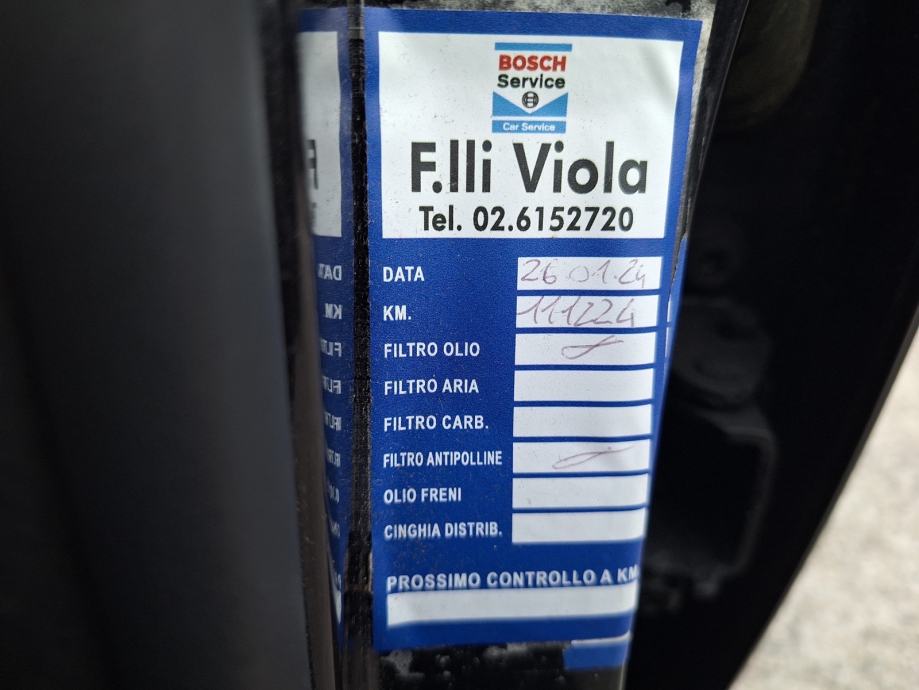 BOSCH
Service
Car Service
F.lli Viola
Tel. 02.6152720
DATA 26.01.24
KM. 111224
FILTRO OLIO
FILTRO ARIA
FILTRO CARB.
FILTRO ANTIPOLLINE
OLIO FRENI
CINGHIA DISTRIB.
PROSSIMO CONTROLLO A KM